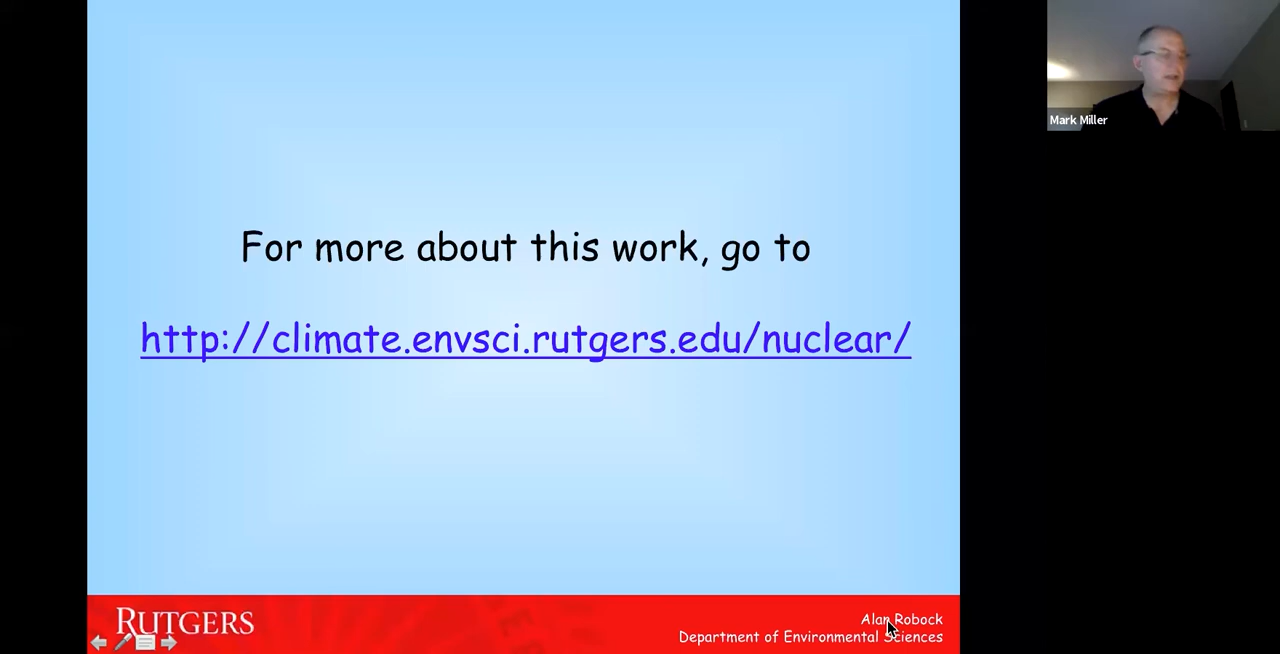 For more about this work, go to
http://climate.envsci.rutgers.edu/nuclear/
RUTGERS
Alan Robock
Department of Environmental Sciences
Mark Miller